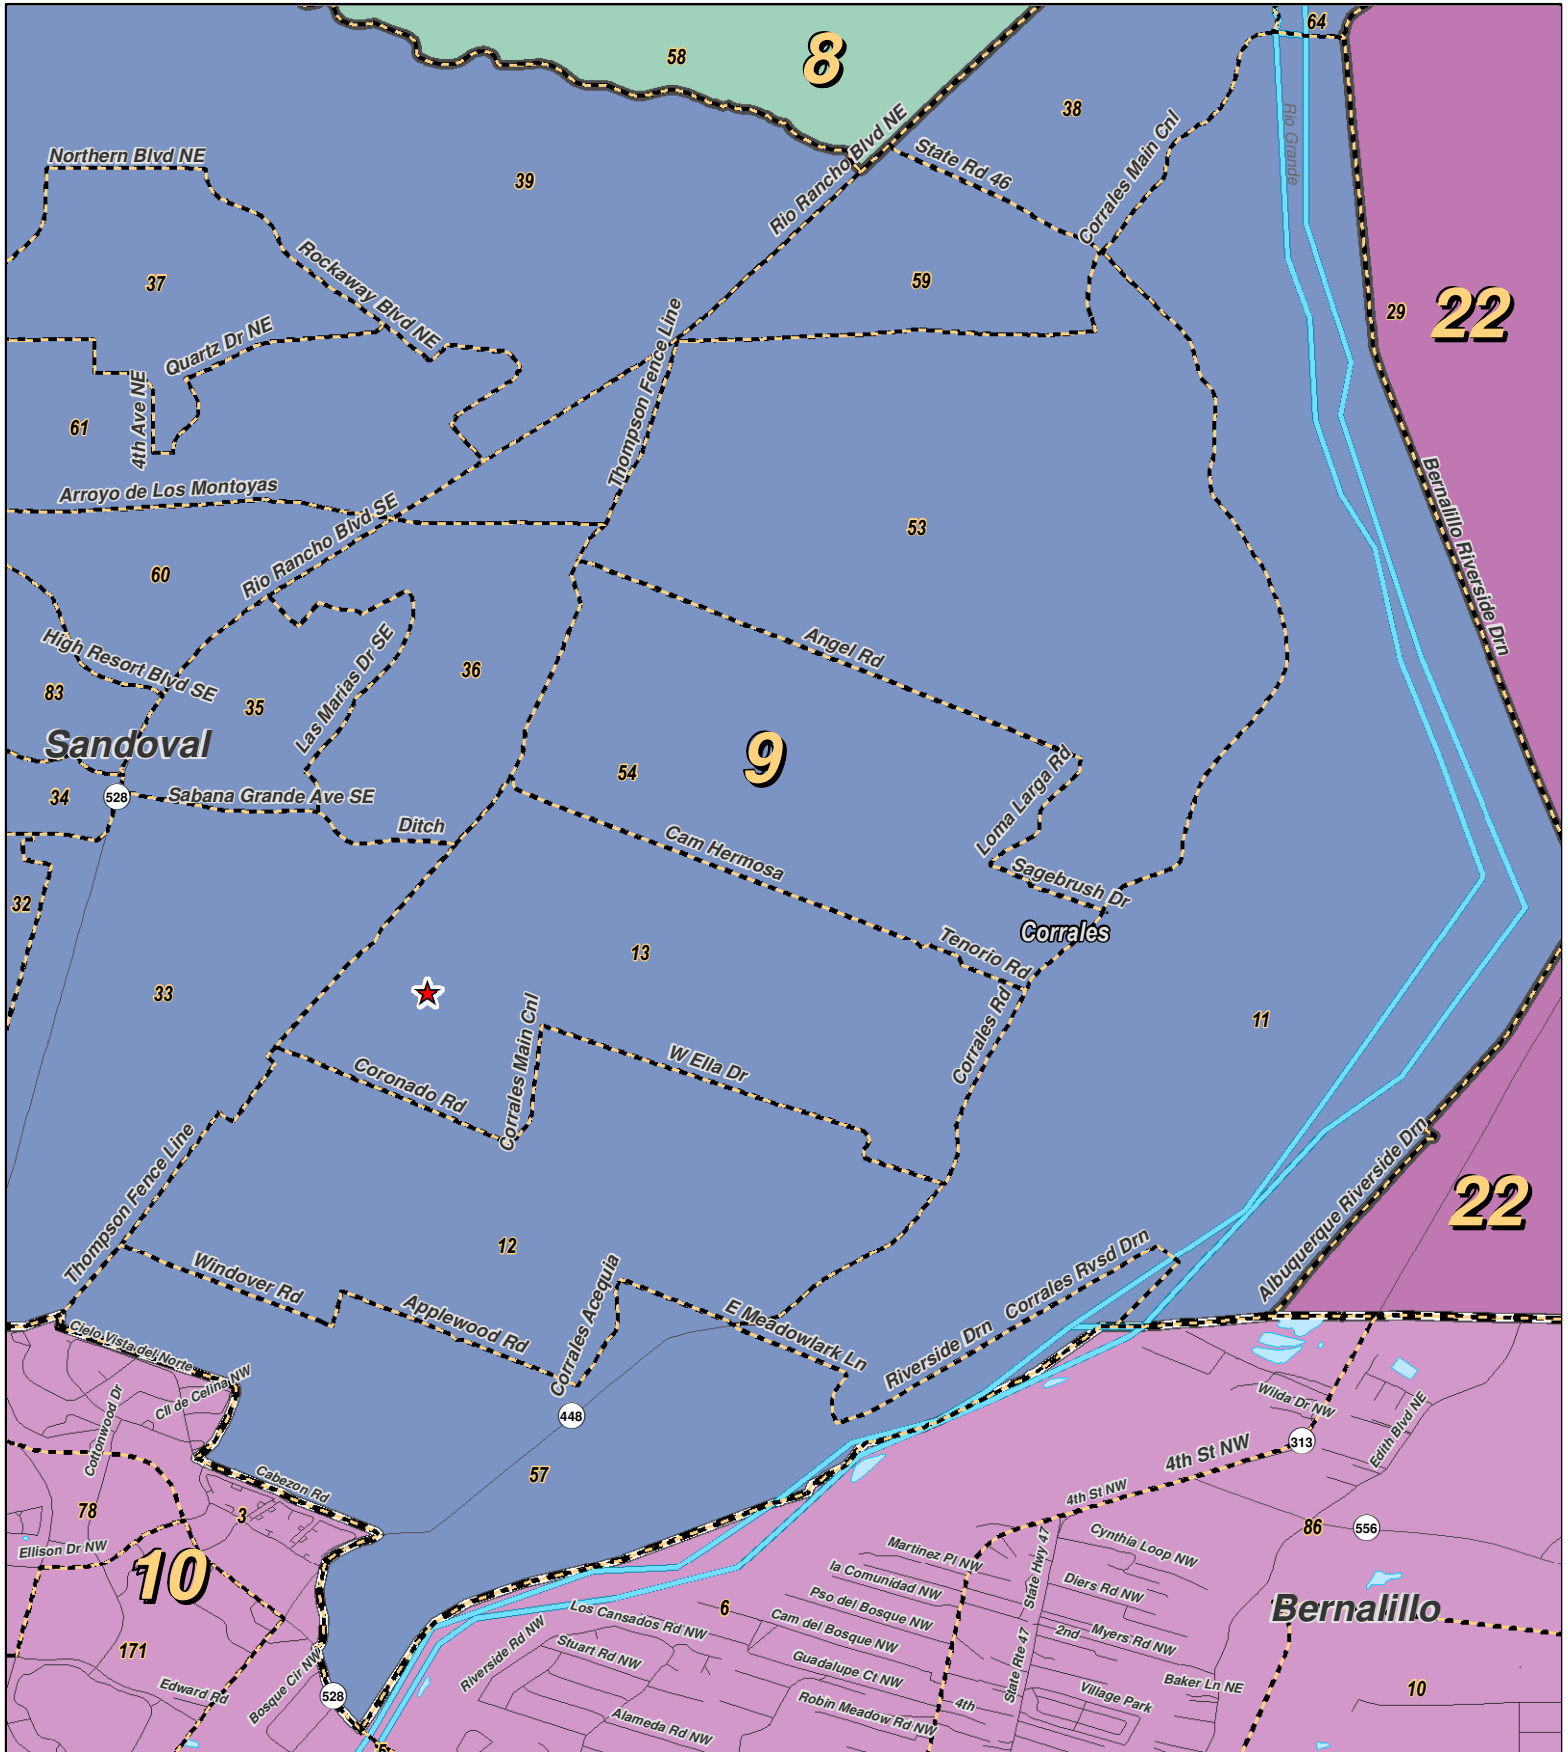 64
58
8
38
Rio Rancho Blvd NE
State Rd 46
Corrales Main Cnl
Rio Grande
Northern Blvd NE
39
37
Rockaway Blvd NE
59
29
22
Quartz Dr NE
4th Ave NE
61
Thompson Fence Line
Arroyo de Los Montoyas
Rio Rancho Blvd SE
53
Bernalillo Riverside Drn
60
High Resort Blvd SE
Las Marias Dr SE
36
Angel Rd
83
35
Sandoval
9
54
Loma Larga Rd
34
528
Sabana Grande Ave SE
Ditch
Cam Hermosa
Sagebrush Dr
32
Corrales
Tenorio Rd
13
33
Corrales Main Cnl
Corrales Rd
11
W Ella Dr
Coronado Rd
Thompson Fence Line
Albuquerque Riverside Drn
22
12
Windover Rd
Applewood Rd
Corrales Acequia
E Meadowlark Ln
Riverside Drn
Corrales Rvsd Drn
Cielo Vista del Norte
Cll de Celina NW
Cottonwood Dr
448
Wilda Dr NW
Edith Blvd NE
313
4th St NW
Cabezon Rd
57
78
3
4th St NW
86
556
Ellison Dr NW
10
Martinez Pl NW
State Hwy 47
Cynthia Loop NW
la Comunidad NW
Diers Rd NW
Pso del Bosque NW
6
Bernalillo
Los Cansados Rd NW
Cam del Bosque NW
2nd
Myers Rd NW
171
Riverside Rd NW
Stuart Rd NW
Guadalupe Ct NW
State Rte 47
Baker Ln NE
Edward Rd
Bosque Cir NW
528
Robin Meadow Rd NW
4th
Village Park
10
Alameda Rd NW